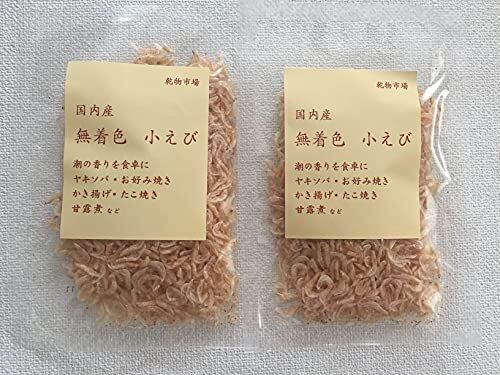 乾物市場
国内産
無着色 小えび
潮の香りを食卓に
ヤキソバ・お好み焼き
かき揚げ・たこ焼き
甘露煮 など
乾物市場
国内産
無着色 小えび
潮の香りを食卓に
ヤキソバ・お好み焼き
かき揚げ・たこ焼き
甘露煮 など